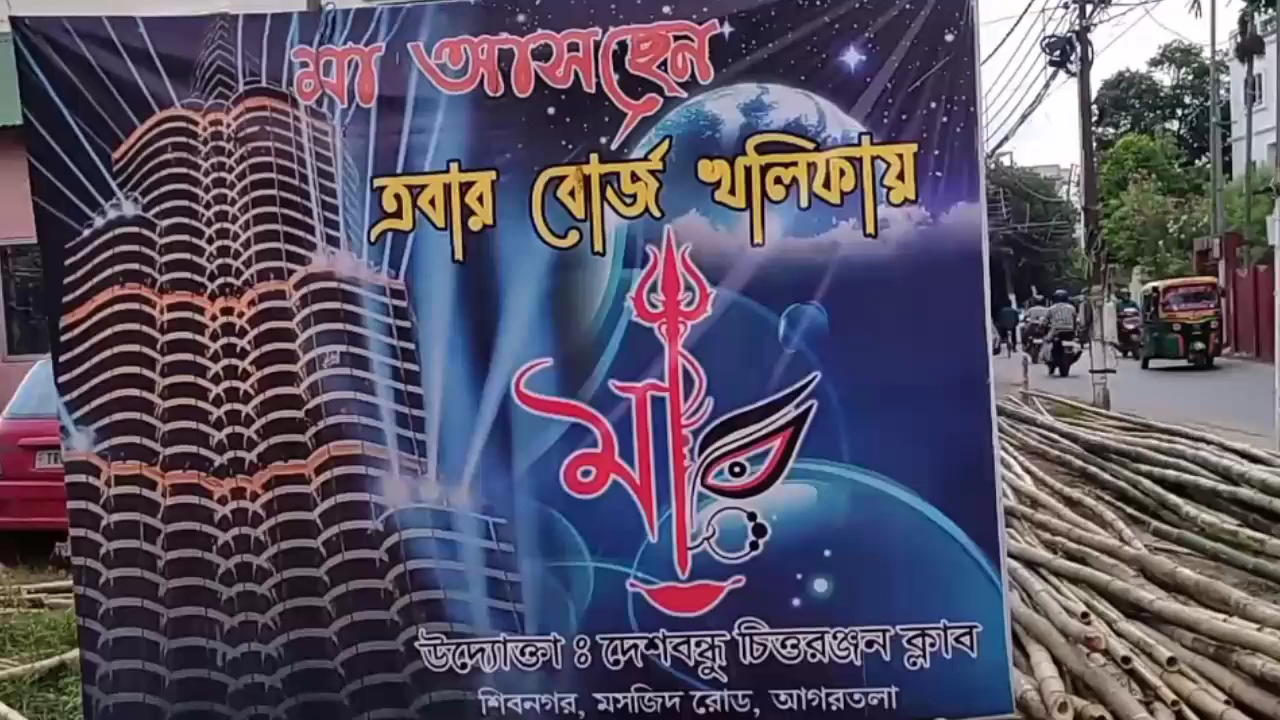 মা আসছেন
এবার বোর্জ খলিফায়
মা
উদ্যোক্তা ঃ দেশবন্ধু চিত্তরঞ্জন ক্লাব
শিবনগর, মসজিদ রোড, আগরতলা